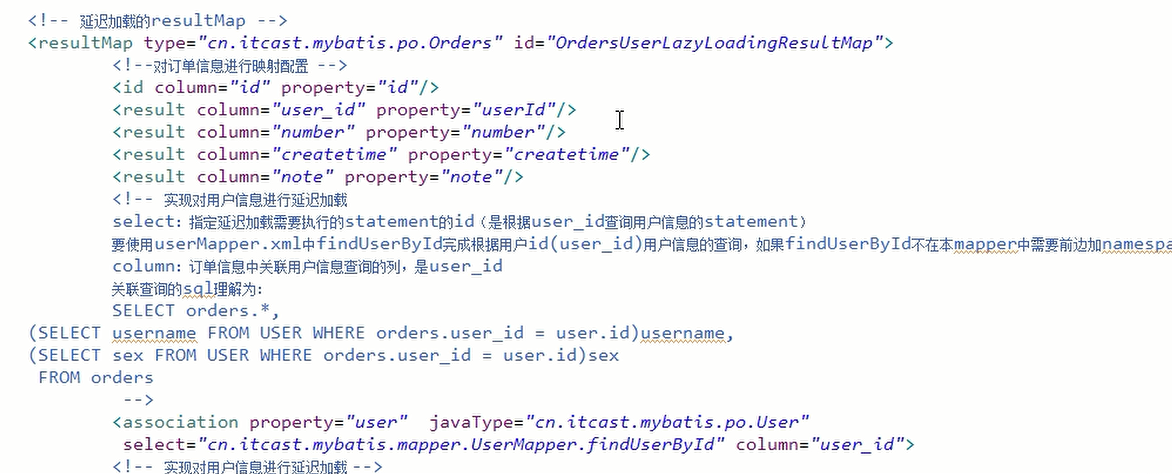 <!-- 延迟加载的resultMap -->
<resultMap type="cn.itcast.mybatis.po.Orders" id="OrdersUserLazyLoadingResultMap">
<!--对订单信息进行映射配置 -->
<id column="id" property="id"/>
<result column="user_id" property="userId"/>
<result column="number" property="number"/>
<result column="createtime" property="createtime"/>
<result column="note" property="note"/>
<!-- 实现对用户信息进行延迟加载
select：指定延迟加载需要执行的statement的id（是根据user_id查询用户信息的statement）
要使用userMapper.xml中findUserById完成根据用户id(user_id)用户信息的查询，如果findUserById不在本mapper中需要前边加namespa
column：订单信息中关联用户信息查询的列，是user_id
关联查询的sql理解为：
SELECT orders.*,
(SELECT username FROM USER WHERE orders.user_id = user.id)username,
(SELECT sex FROM USER WHERE orders.user_id = user.id)sex
FROM orders
-->
<association property="user"  javaType="cn.itcast.mybatis.po.User"
select="cn.itcast.mybatis.mapper.UserMapper.findUserById" column="user_id">
<!-- 实现对用户信息进行延迟加载 -->